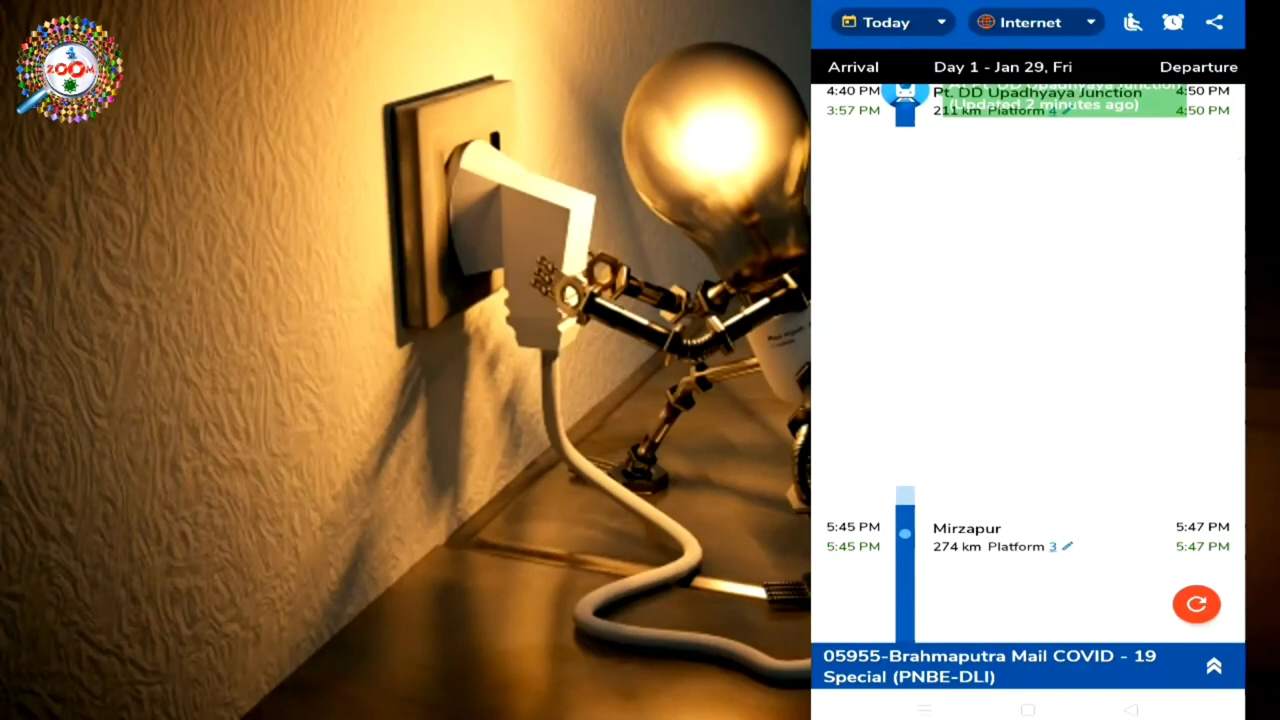 ZOOM
Today
Internet
Arrival
Day 1 - Jan 29, Fri
Departure
4:40 PM
Pt. DD Upadhyaya Junction
4:50 PM
(Updated 2 minutes ago)
3:57 PM
211 km Platform 4
4:50 PM
5:45 PM
Mirzapur
5:47 PM
5:45 PM
274 km Platform 3
5:47 PM
05955-Brahmaputra Mail COVID - 19
Special (PNBE-DLI)